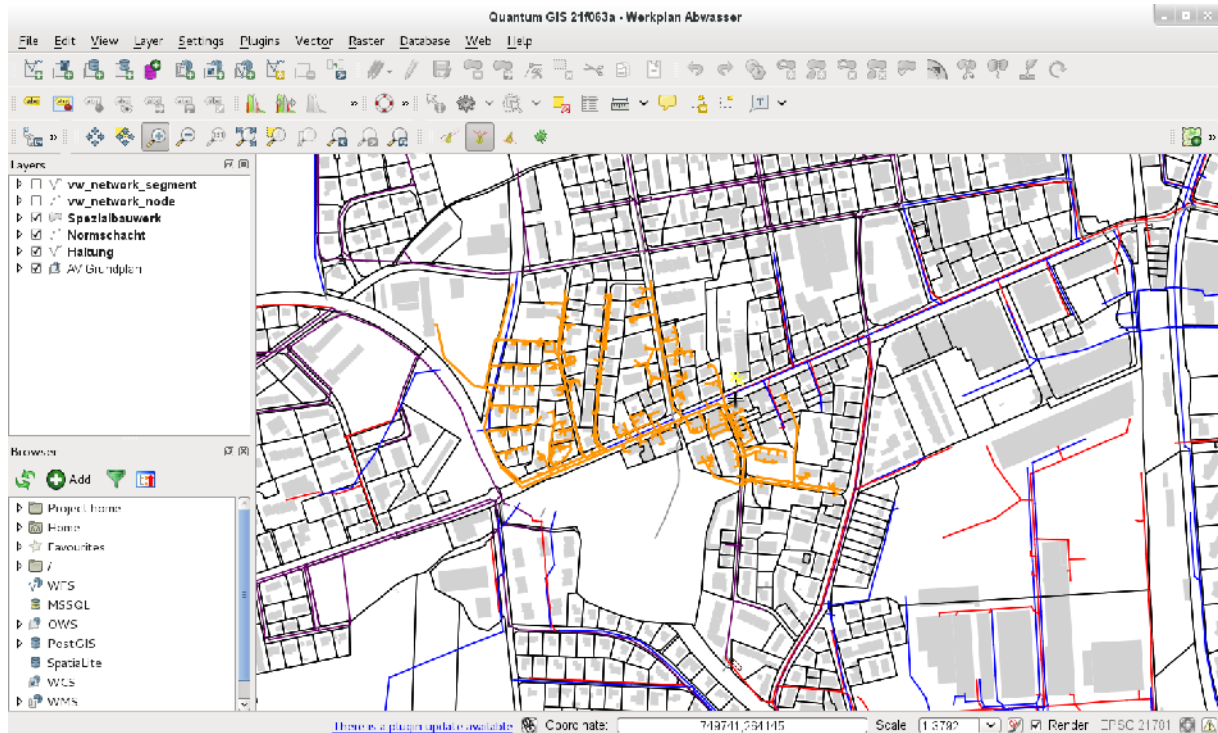 Quantum GIS 21f063a - Werkplan Abwasser
File Edit View Layer Settings Plugins Vector Raster Database Web Help
Layers
vw_network_segment
vw_network_node
Spezialbauwerk
Normschacht
Haltung
AV Grundplan
Browser
Add
Project home
Home
Favourites
/
WFS
MSSQL
OWS
PostGIS
SpatiaLite
WCS
WMS
There is a plugin update available Coordinate: 749741,264145 Scale 1:3792 Render EPSG:21781